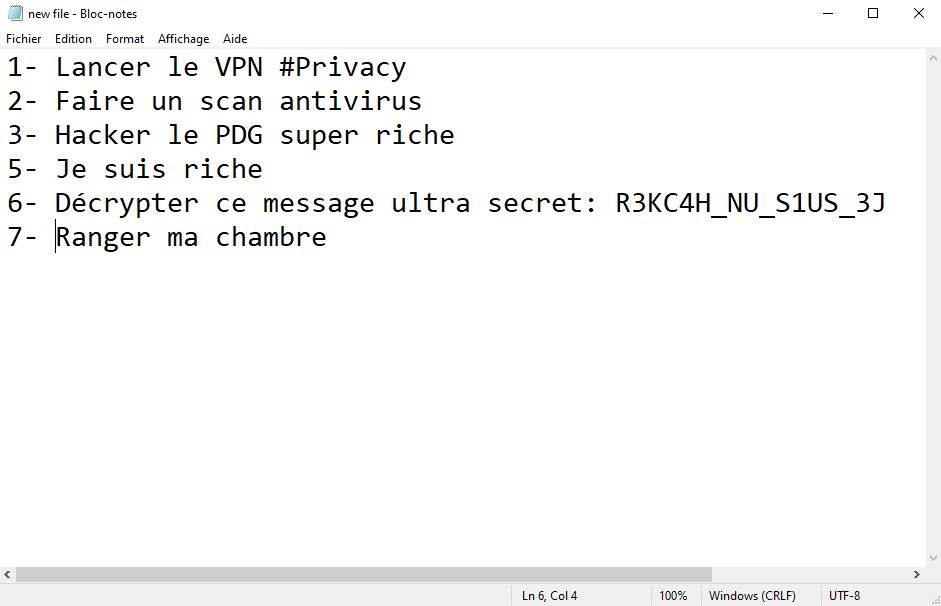 new file - Bloc-notes
Fichier Edition Format Affichage Aide
1- Lancer le VPN #Privacy
2- Faire un scan antivirus
3- Hacker le PDG super riche
5- Je suis riche
6- Décrypter ce message ultra secret: R3KC4H_NU_S1US_3J
7- Ranger ma chambre
Ln 6, Col 4 100% Windows (CRLF) UTF-8